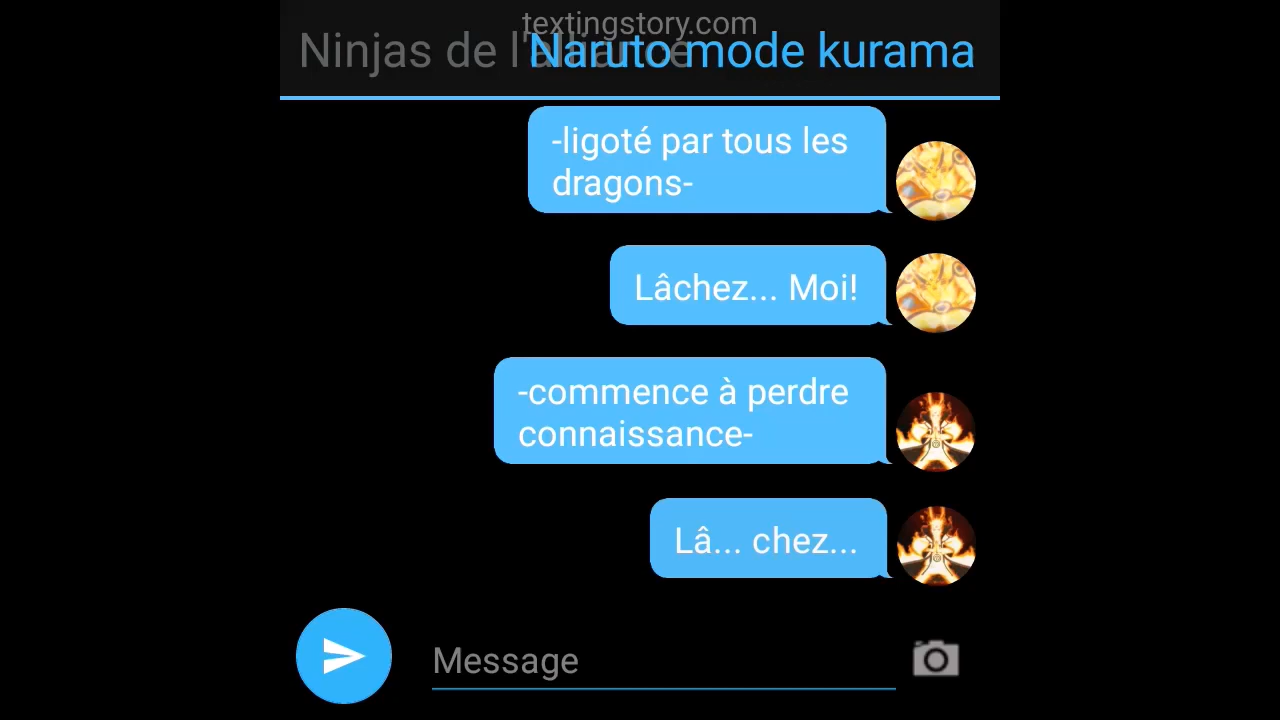 textingstory.com
Ninjas de l'alliance
Naruto mode kurama
-ligoté par tous les
dragons-
Lâchez... Moi!
-commence à perdre
connaissance-
Lâ... chez...
Message